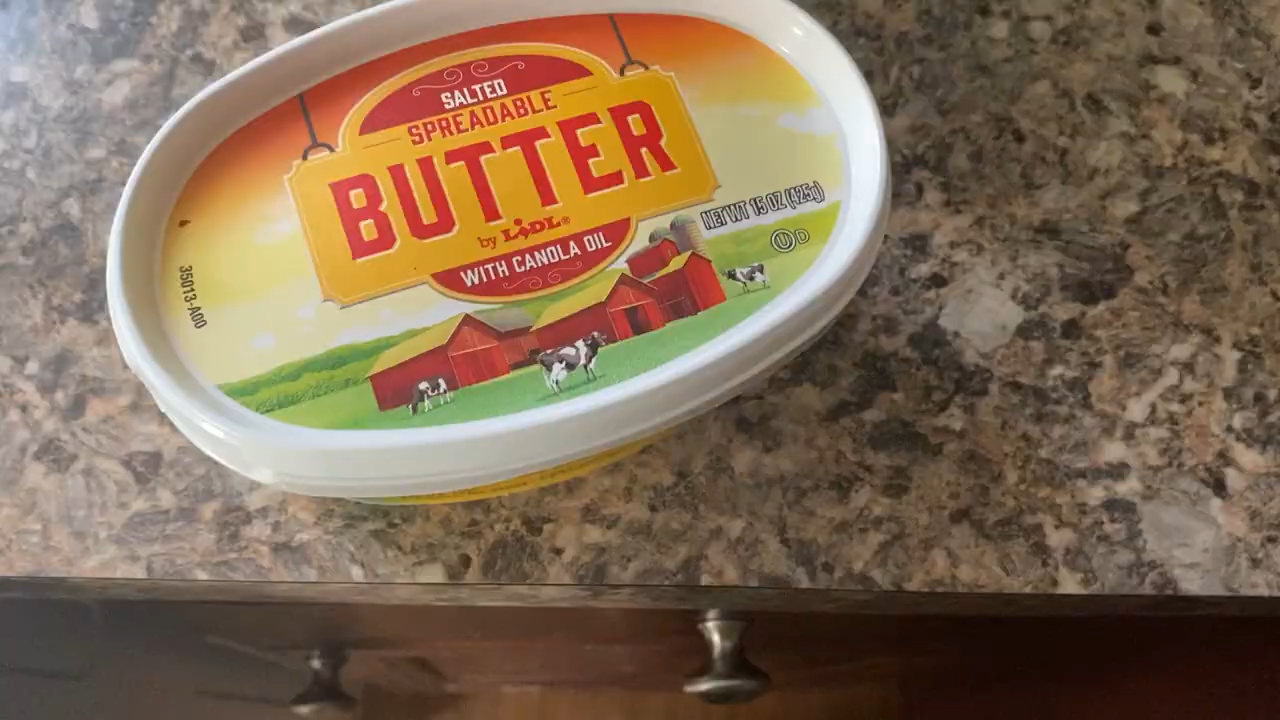 SALTED
SPREADABLE
BUTTER
by LiDL®
WITH CANOLA OIL
NET WT 15 OZ (425g)
U D
35013-A00